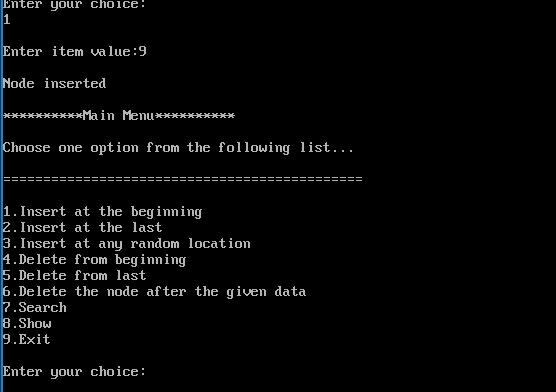 Enter your choice:
1
Enter item value:9
Node inserted
**********Main Menu**********
Choose one option from the following list...
=============================================
1.Insert at the beginning
2.Insert at the last
3.Insert at any random location
4.Delete from beginning
5.Delete from last
6.Delete the node after the given data
7.Search
8.Show
9.Exit
Enter your choice: